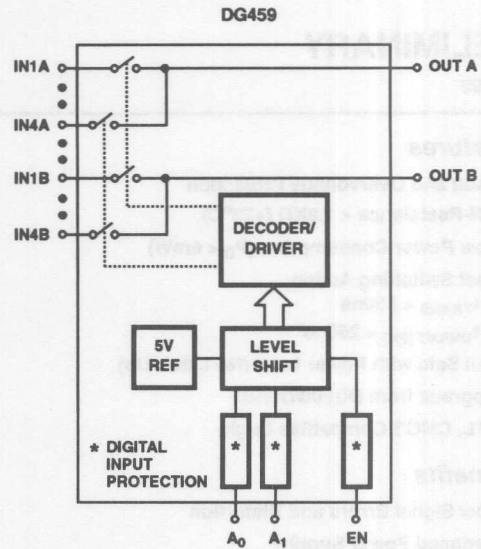 DG459
IN1A
OUT A
IN4A
IN1B
OUT B
IN4B
DECODER/
DRIVER
5V
REF
LEVEL
SHIFT
* DIGITAL
INPUT
PROTECTION
*
*
*
A0
A1
EN